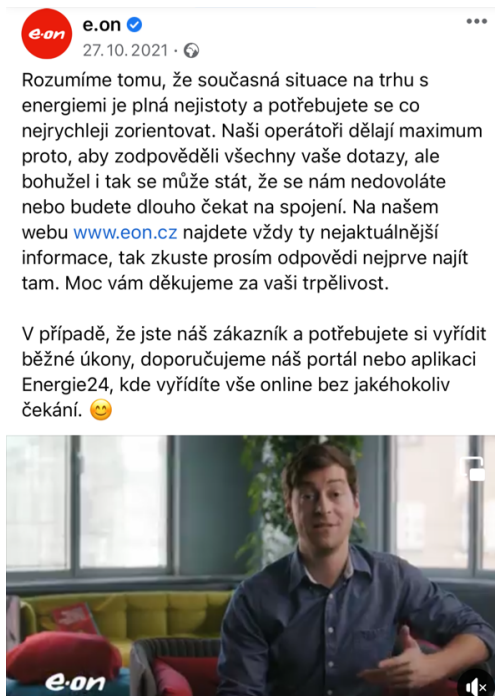 e·on
e.on
27. 10. 2021 ·
Rozumíme tomu, že současná situace na trhu s
energiemi je plná nejistoty a potřebujete se co
nejrychleji zorientovat. Naši operátoři dělají maximum
proto, aby zodpověděli všechny vaše dotazy, ale
bohužel i tak se může stát, že se nám nedovoláte
nebo budete dlouho čekat na spojení. Na našem
webu www.eon.cz najdete vždy ty nejaktuálnější
informace, tak zkuste prosím odpovědi nejprve najít
tam. Moc vám děkujeme za vaši trpělivost.
V případě, že jste náš zákazník a potřebujete si vyřídit
běžné úkony, doporučujeme náš portál nebo aplikaci
Energie24, kde vyřídíte vše online bez jakéhokoliv
čekání. 😊
e·on